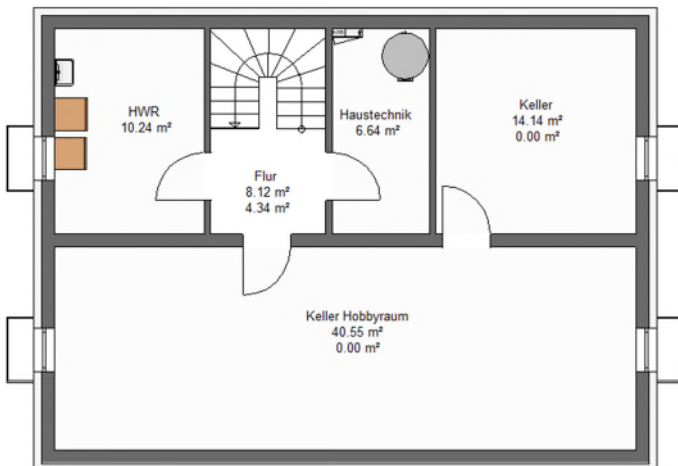 HWR
10.24 m²
Haustechnik
6.64 m²
Keller
14.14 m²
0.00 m²
Flur
8.12 m²
4.34 m²
Keller Hobbyraum
40.55 m²
0.00 m²